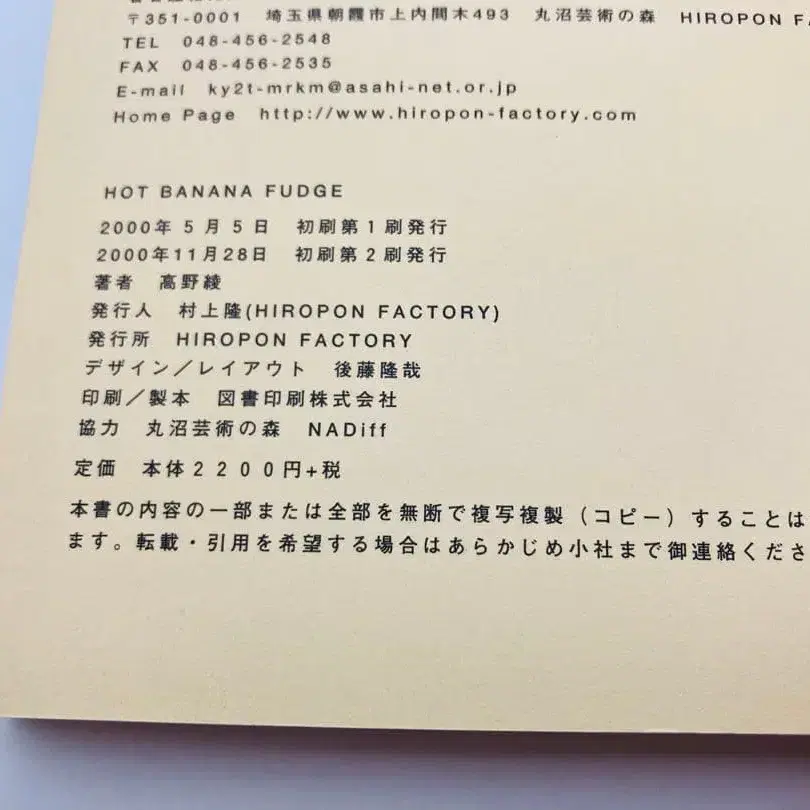 〒351-0001 埼玉県朝霞市上内間木493 丸沼芸術の森 HIROPON
TEL 048-456-2548
FAX 048-456-2535
E-mail ky2t-mrkm@asahi-net.or.jp
Home Page http://www.hiropon-factory.com
HOT BANANA FUDGE
2000年5月5日 初刷第1刷発行
2000年11月28日 初刷第2刷発行
著者 高野綾
発行人 村上隆(HIROPON FACTORY)
発行所 HIROPON FACTORY
デザイン／レイアウト 後藤隆哉
印刷／製本 図書印刷株式会社
協力 丸沼芸術の森 NADiff
定価 本体2200円+税
本書の内容の一部または全部を無断で複写複製（コピー）することは
ます。転載・引用を希望する場合はあらかじめ小社まで御連絡くださ